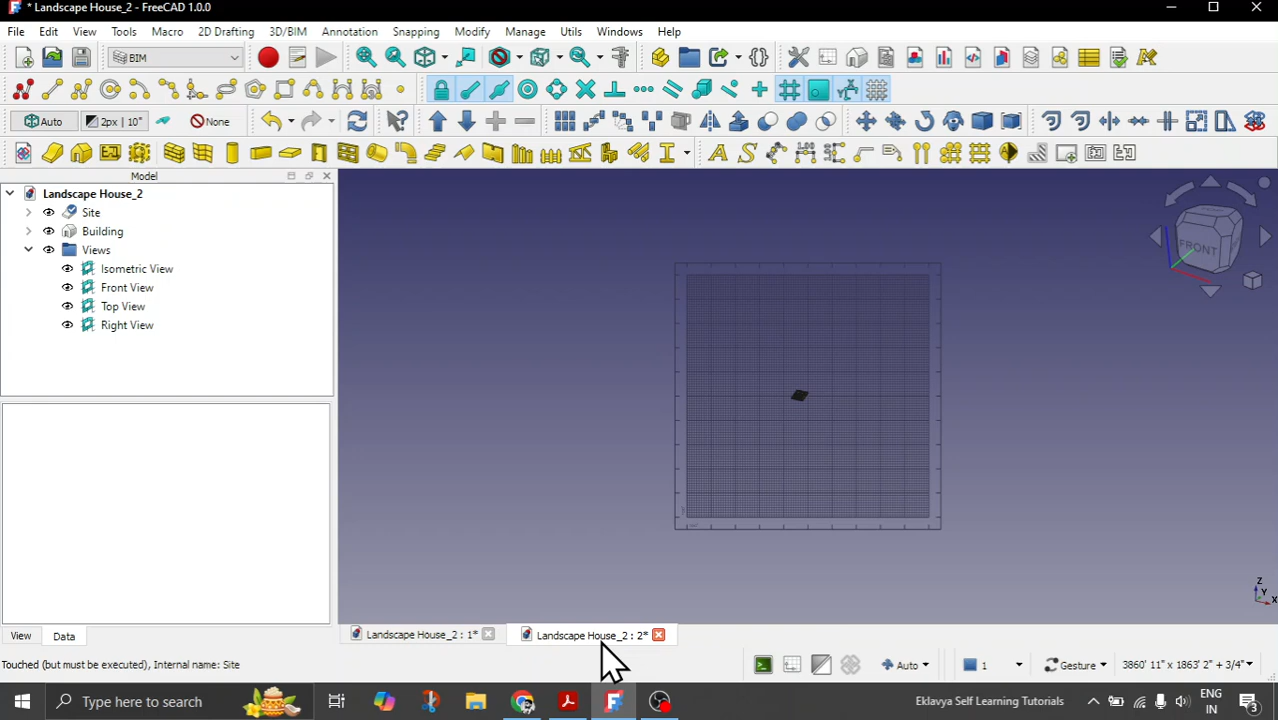 * Landscape House_2 - FreeCAD 1.0.0
File Edit View Tools Macro 2D Drafting 3D/BIM Annotation Snapping Modify Manage Utils Windows Help
BIM
Auto 2px | 10" None
Model
Landscape House_2
Site
Building
Views
Isometric View
Front View
Top View
Right View
FRONT
Z
Y
X
View Data
Landscape House_2 : 1* Landscape House_2 : 2*
Touched (but must be executed), Internal name: Site
Auto 1 Gesture 3860' 11" x 1863' 2" + 3/4"
Type here to search
Eklavya Self Learning Tutorials
ENG
IN
3